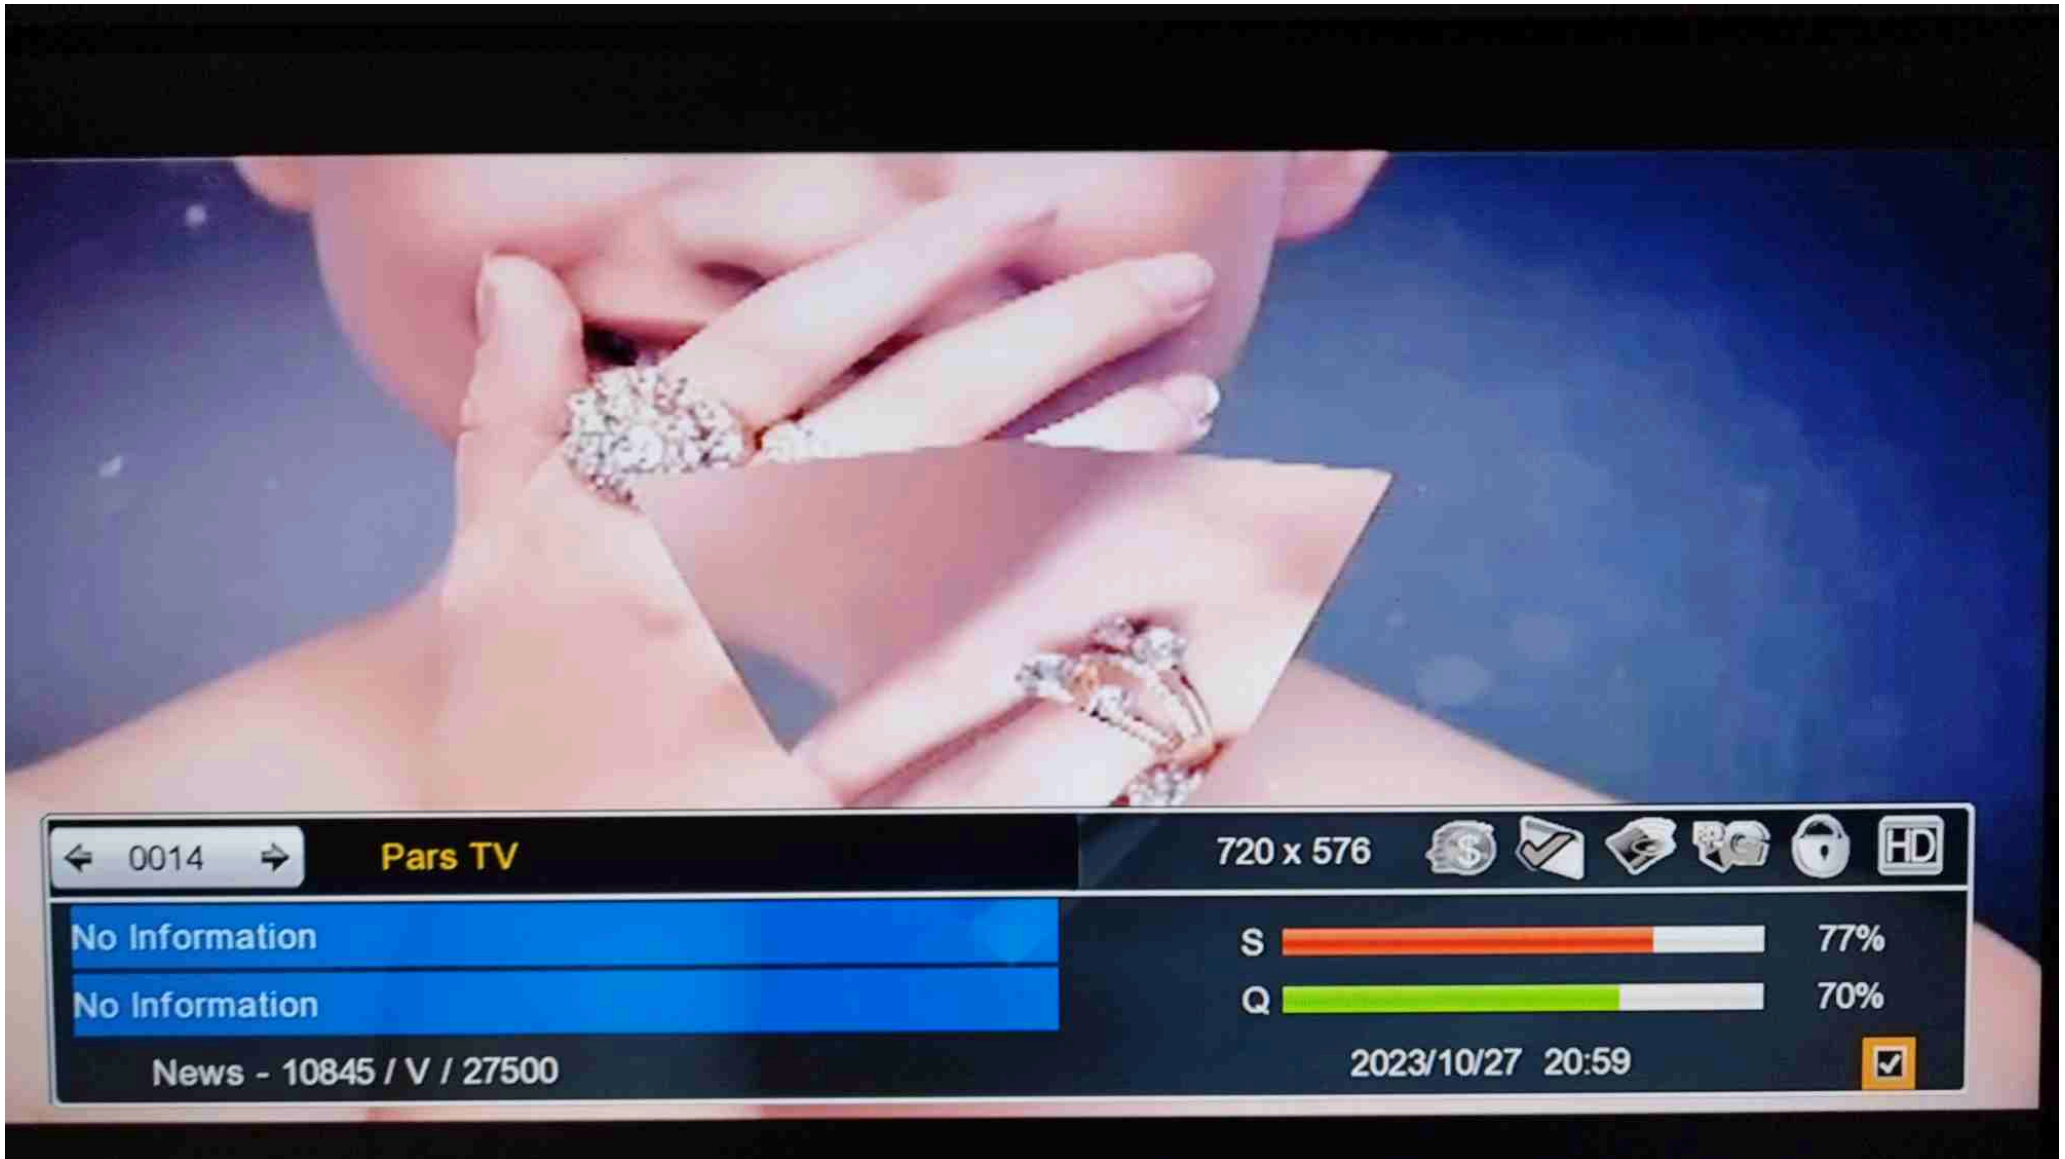 0014
Pars TV
720 x 576
HD
No Information
No Information
S 77%
Q 70%
News - 10845 / V / 27500
2023/10/27 20:59